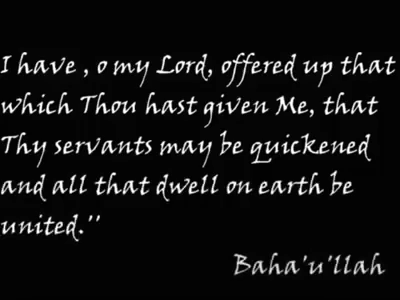 I have , o my Lord, offered up that
which Thou hast given Me, that
Thy servants may be quickened
and all that dwell on earth be
united.''
Baha'u'llah